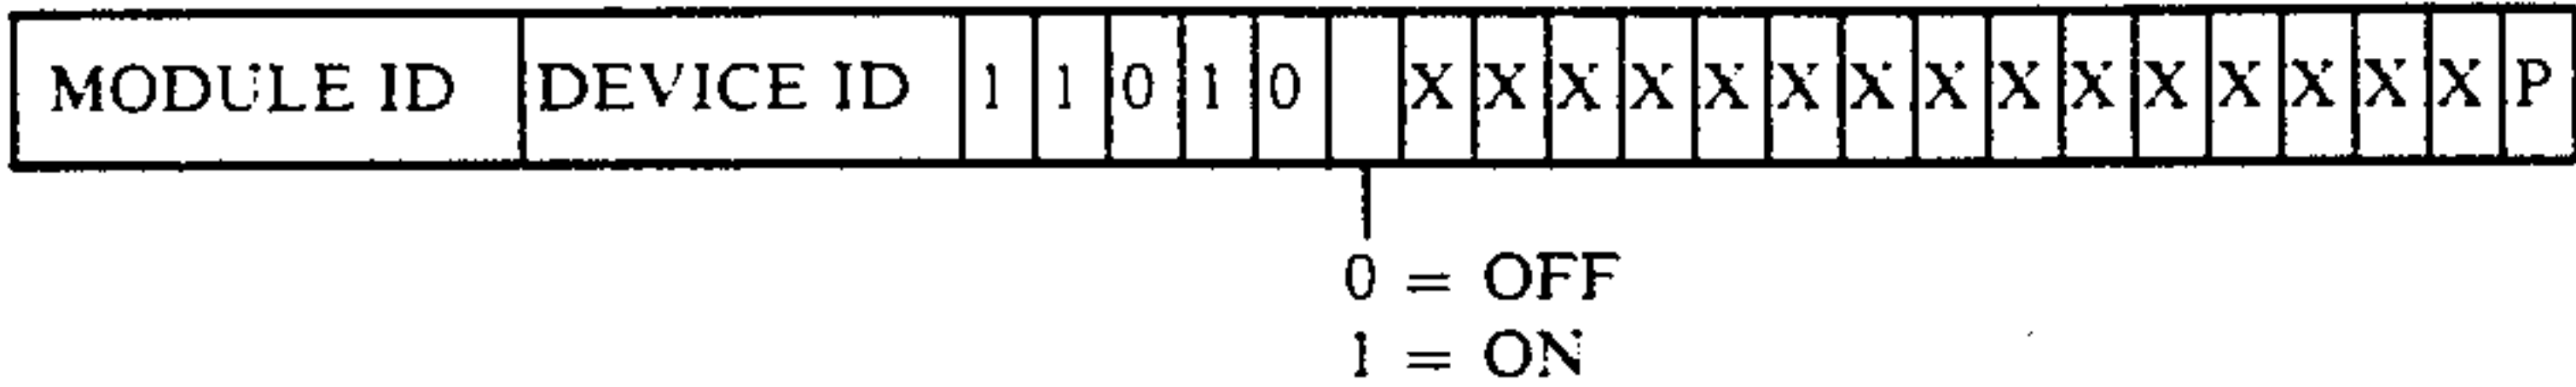 MODULE ID DEVICE ID 1 1 0 1 0 X X X X X X X X X X X X X X X P
0 = OFF
1 = ON